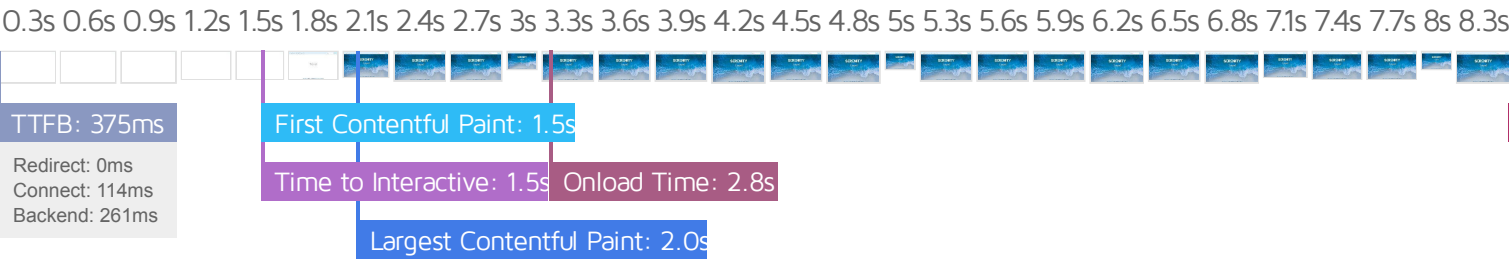 0.3s 0.6s 0.9s 1.2s 1.5s 1.8s 2.1s 2.4s 2.7s 3s 3.3s 3.6s 3.9s 4.2s 4.5s 4.8s 5s 5.3s 5.6s 5.9s 6.2s 6.5s 6.8s 7.1s 7.4s 7.7s 8s 8.3s
TTFB: 375ms
First Contentful Paint: 1.5s
Redirect: 0ms
Connect: 114ms
Backend: 261ms
Time to Interactive: 1.5s
Onload Time: 2.8s
Largest Contentful Paint: 2.0s